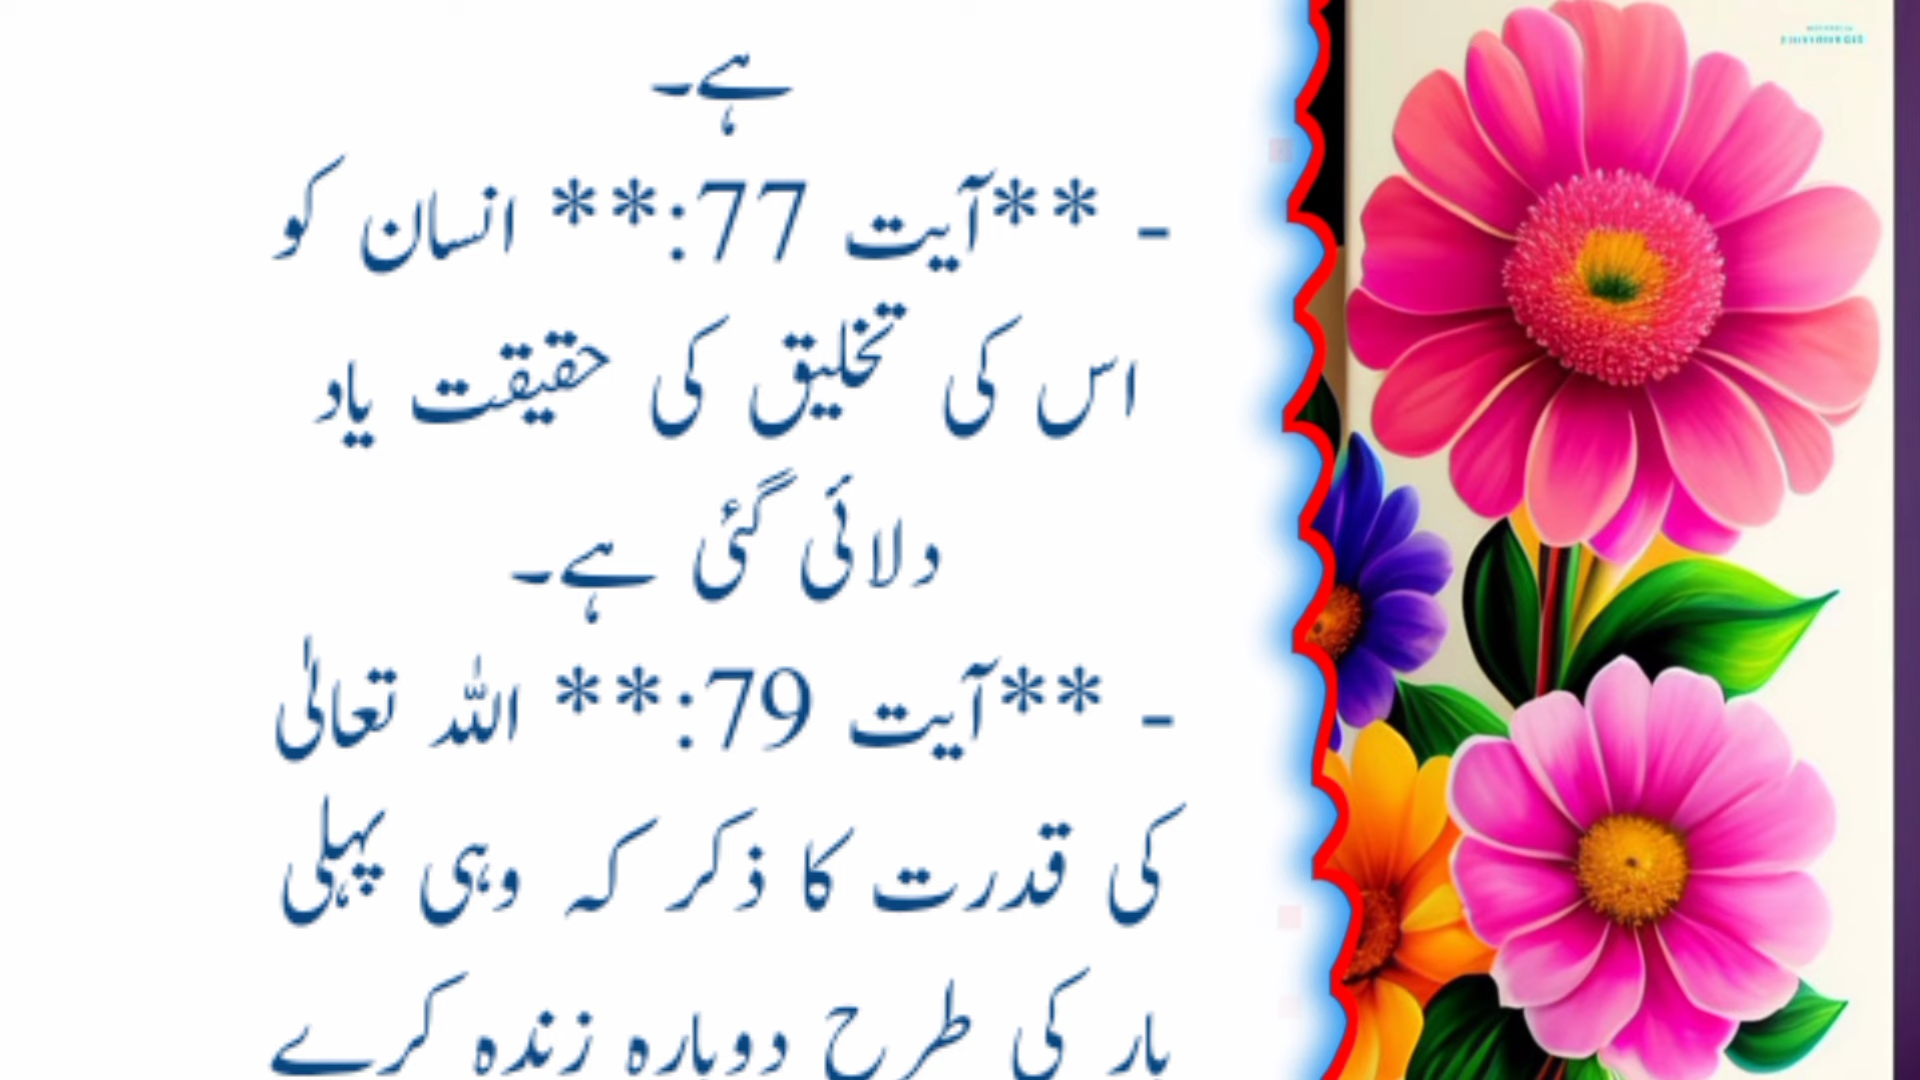 ہے۔
- **آیت 77:** انسان کو
اس کی تخلیق کی حقیقت یاد
دلائی گئی ہے۔
- **آیت 79:** اللہ تعالٰی
کی قدرت کا ذکر کہ وہی پہلی
بار کی طرح دوبارہ زندہ کرے